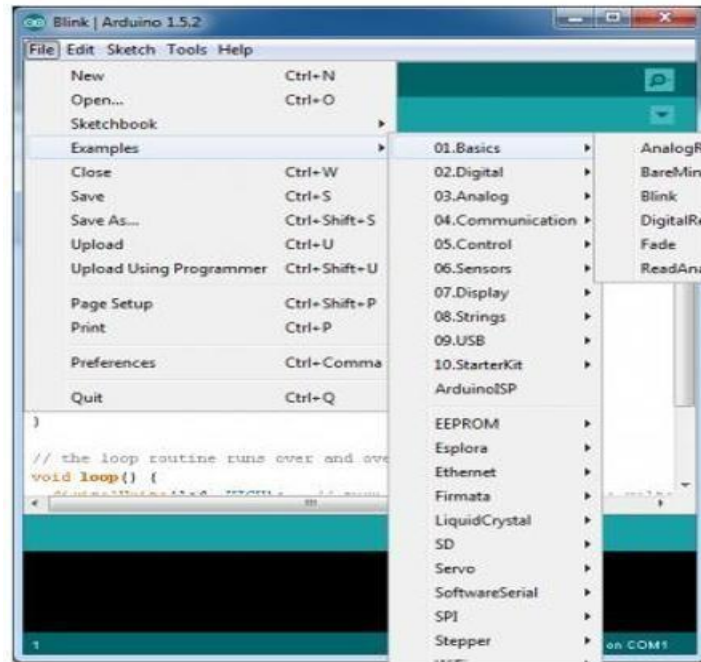 Blink | Arduino 1.5.2
File Edit Sketch Tools Help
New Ctrl+N
Open... Ctrl+O
Sketchbook
Examples
Close Ctrl+W
Save Ctrl+S
Save As... Ctrl+Shift+S
Upload Ctrl+U
Upload Using Programmer Ctrl+Shift+U
Page Setup Ctrl+Shift+P
Print Ctrl+P
Preferences Ctrl+Comma
Quit Ctrl+Q
01.Basics
02.Digital
03.Analog
04.Communication
05.Control
06.Sensors
07.Display
08.Strings
09.USB
10.StarterKit
ArduinoISP
EEPROM
Esplora
Ethernet
Firmata
LiquidCrystal
SD
Servo
SoftwareSerial
SPI
Stepper
AnalogR
BareMin
Blink
DigitalRe
Fade
ReadAna
}
// the loop routine runs over and ove
void loop() {
1
on COM1